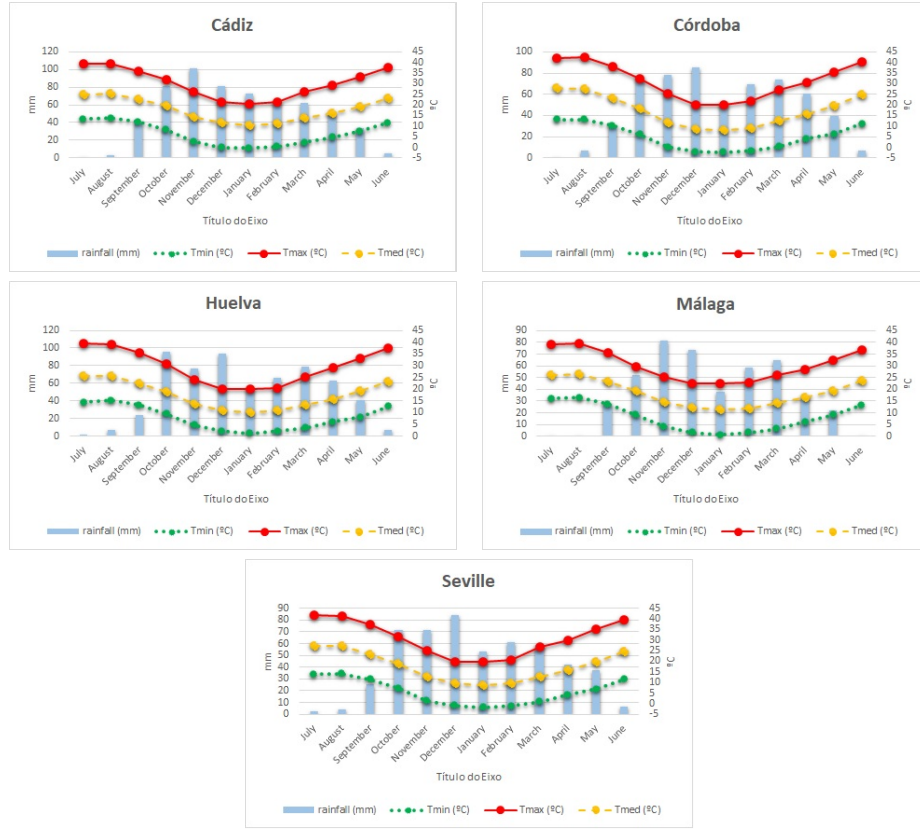 Cádiz
120
100
80
60
40
20
0
mm
45
40
35
30
25
20
15
10
5
0
-5
ºC
July
August
September
October
November
December
January
February
March
April
May
June
Título do Eixo
rainfall (mm) Tmin (ºC) Tmax (ºC) Tmed (ºC)
Córdoba
100
80
60
40
20
0
mm
45
40
35
30
25
20
15
10
5
0
-5
ºC
July
August
September
October
November
December
January
February
March
April
May
June
Título do Eixo
rainfall (mm) Tmin (ºC) Tmax (ºC) Tmed (ºC)
Huelva
120
100
80
60
40
20
0
mm
45
40
35
30
25
20
15
10
5
0
ºC
July
August
September
October
November
December
January
February
March
April
May
June
Título do Eixo
rainfall (mm) Tmin (ºC) Tmax (ºC) Tmed (ºC)
Málaga
90
80
70
60
50
40
30
20
10
0
mm
45
40
35
30
25
20
15
10
5
0
ºC
July
August
September
October
November
December
January
February
March
April
May
June
Título do Eixo
rainfall (mm) Tmin (ºC) Tmax (ºC) Tmed (ºC)
Seville
90
80
70
60
50
40
30
20
10
0
mm
45
40
35
30
25
20
15
10
5
0
-5
ºC
July
August
September
October
November
December
January
February
March
April
May
June
Título do Eixo
rainfall (mm) Tmin (ºC) Tmax (ºC) Tmed (ºC)